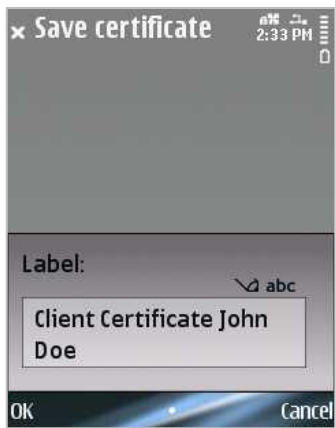 Save certificate
2:33 PM
Label:
abc
Client Certificate John
Doe
OK Cancel